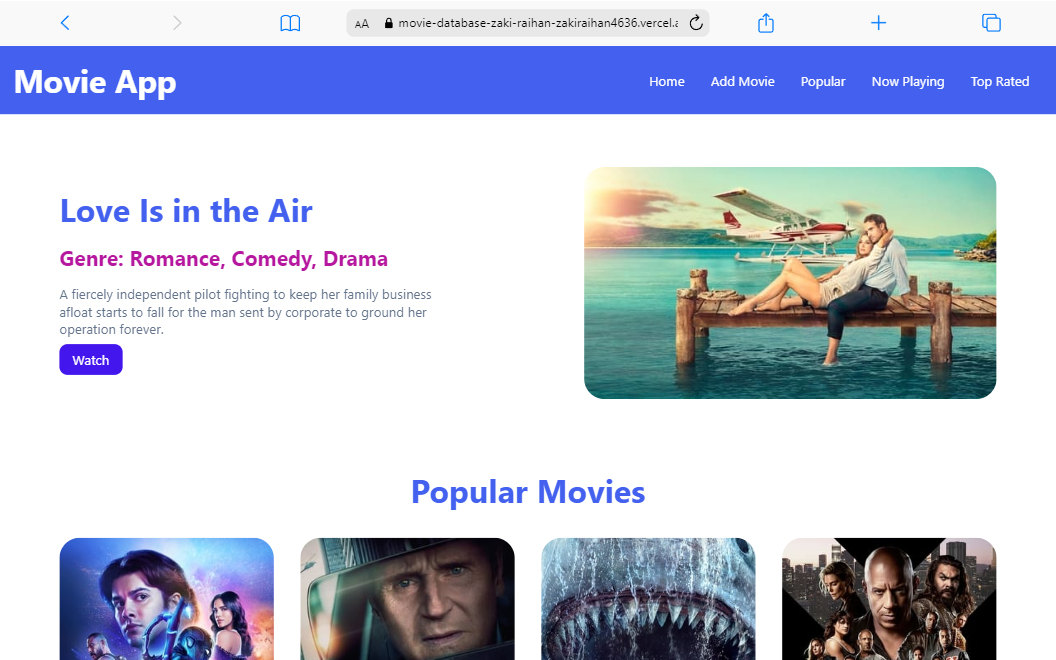 AA movie-database-zaki-raihan-zakiraihan4636.vercel.a
Movie App
Home Add Movie Popular Now Playing Top Rated
Love Is in the Air
Genre: Romance, Comedy, Drama
A fiercely independent pilot fighting to keep her family business
afloat starts to fall for the man sent by corporate to ground her
operation forever.
Watch
Popular Movies